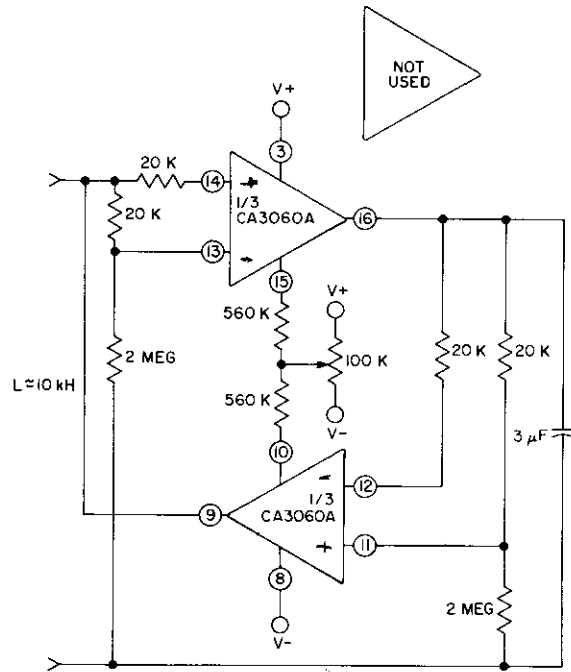 NOT
USED
V+
3
20 K
14
+
1/3
CA3060A
16
20 K
13
-
15
V+
560 K
2 MEG
100 K
20 K
20 K
L≈10 kH
560 K
V-
3 µF
10
12
-
1/3
CA3060A
9
11
+
8
2 MEG
V-